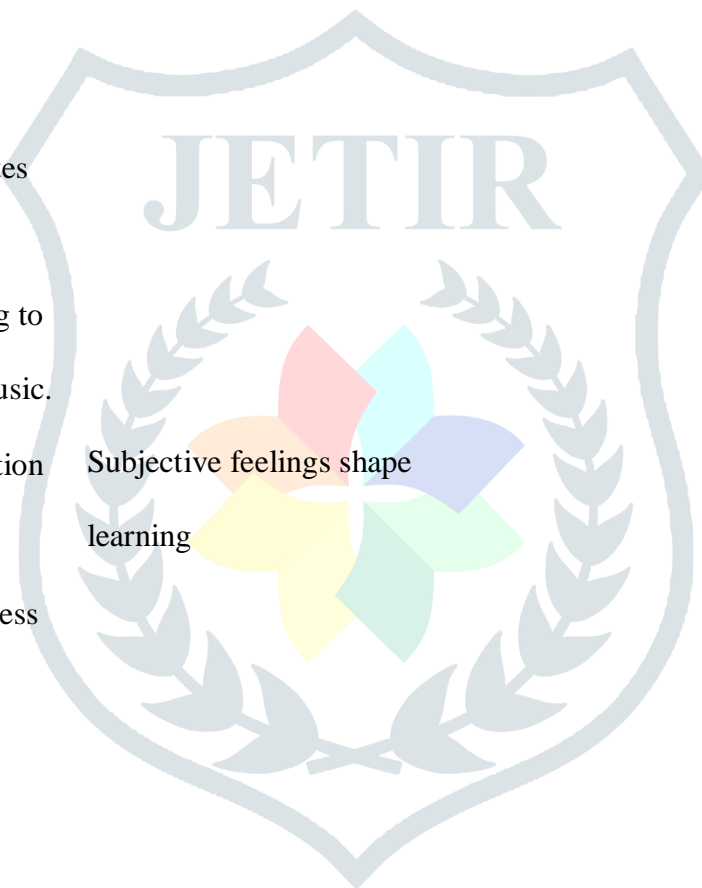 JETIR
es
g to
usic.
tion
Subjective feelings shape
learning
ess